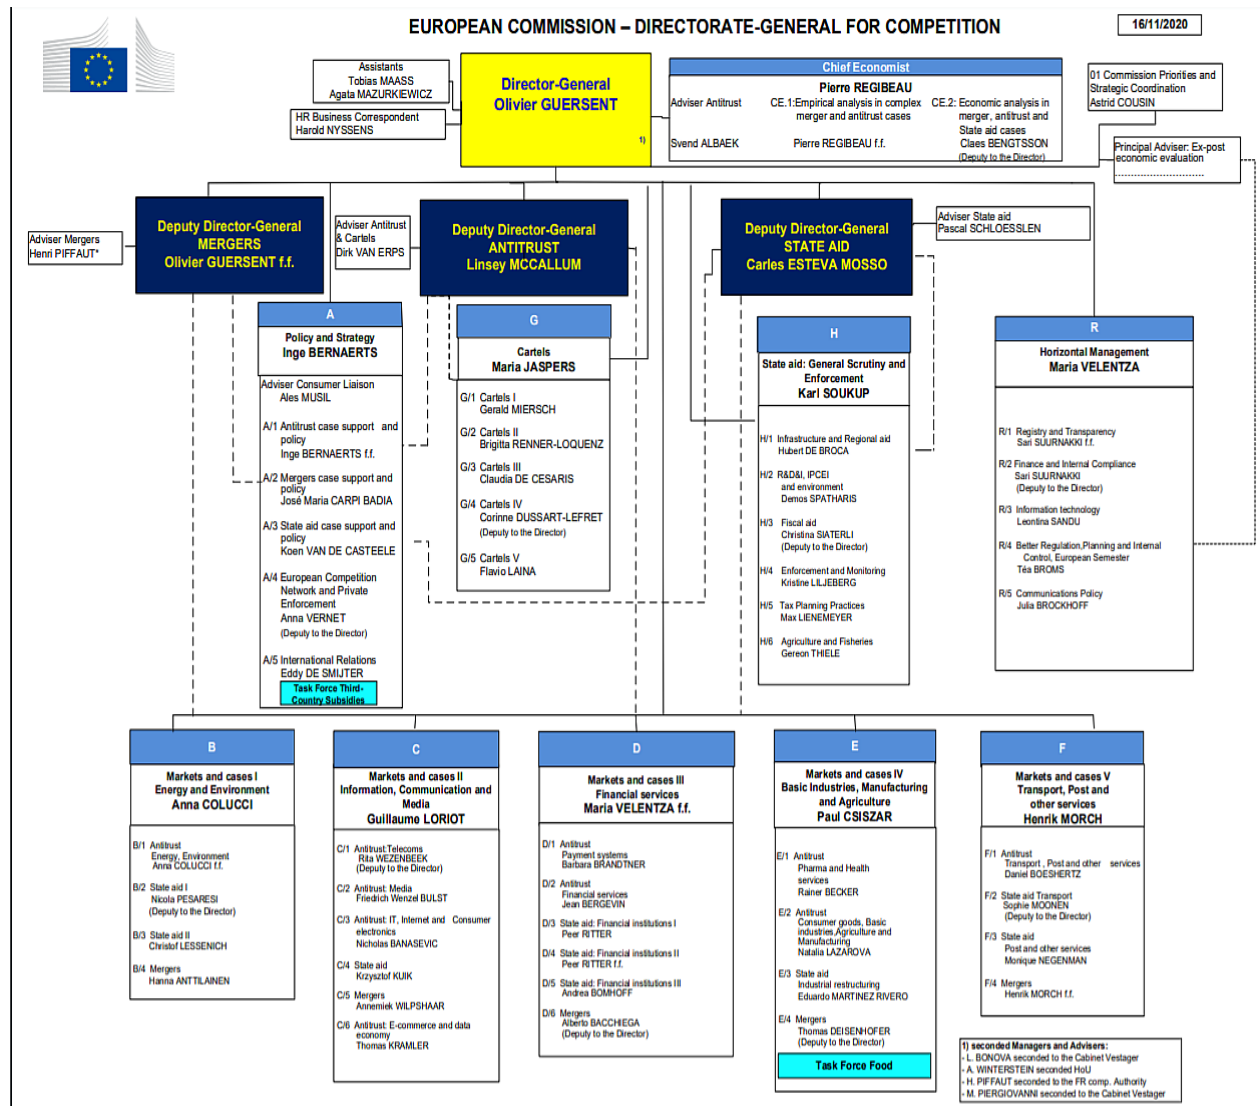 EUROPEAN COMMISSION – DIRECTORATE-GENERAL FOR COMPETITION
16/11/2020
Assistants
Tobias MAASS
Agata MAZURKIEWICZ
HR Business Correspondent
Harold NYSSENS
Director-General
Olivier GUERSENT
1)
Chief Economist
Pierre REGIBEAU
Adviser Antitrust
Svend ALBAEK
CE.1:Empirical analysis in complex
merger and antitrust cases
Pierre REGIBEAU f.f.
CE.2: Economic analysis in
merger, antitrust and
State aid cases
Claes BENGTSSON
(Deputy to the Director)
01 Commission Priorities and
Strategic Coordination
Astrid COUSIN
Principal Adviser: Ex-post
economic evaluation
..............................
Adviser Mergers
Henri PIFFAUT*
Deputy Director-General
MERGERS
Olivier GUERSENT f.f.
Adviser Antitrust
& Cartels
Dirk VAN ERPS
Deputy Director-General
ANTITRUST
Linsey MCCALLUM
Deputy Director-General
STATE AID
Carles ESTEVA MOSSO
Adviser State aid
Pascal SCHLOESSLEN
A
Policy and Strategy
Inge BERNAERTS
Adviser Consumer Liaison
Ales MUSIL
A/1 Antitrust case support and
policy
Inge BERNAERTS f.f.
A/2 Mergers case support and
policy
José Maria CARPI BADIA
A/3 State aid case support and
policy
Koen VAN DE CASTEELE
A/4 European Competition
Network and Private
Enforcement
Anna VERNET
(Deputy to the Director)
A/5 International Relations
Eddy DE SMIJTER
Task Force Third-
Country Subsidies
G
Cartels
Maria JASPERS
G/1 Cartels I
Gerald MIERSCH
G/2 Cartels II
Brigitta RENNER-LOQUENZ
G/3 Cartels III
Claudia DE CESARIS
G/4 Cartels IV
Corinne DUSSART-LEFRET
(Deputy to the Director)
G/5 Cartels V
Flavio LAINA
H
State aid: General Scrutiny and
Enforcement
Karl SOUKUP
H/1 Infrastructure and Regional aid
Hubert DE BROCA
H/2 R&D&I, IPCEI
and environment
Demos SPATHARIS
H/3 Fiscal aid
Christina SIATERLI
(Deputy to the Director)
H/4 Enforcement and Monitoring
Kristine LILJEBERG
H/5 Tax Planning Practices
Max LIENEMEYER
H/6 Agriculture and Fisheries
Gereon THIELE
R
Horizontal Management
Maria VELENTZA
R/1 Registry and Transparency
Sari SUURNAKKI f.f.
R/2 Finance and Internal Compliance
Sari SUURNAKKI
(Deputy to the Director)
R/3 Information technology
Leontina SANDU
R/4 Better Regulation,Planning and Internal
Control, European Semester
Téa BROMS
R/5 Communications Policy
Julia BROCKHOFF
B
Markets and cases I
Energy and Environment
Anna COLUCCI
B/1 Antitrust
Energy, Environment
Anna COLUCCI f.f.
B/2 State aid I
Nicola PESARESI
(Deputy to the Director)
B/3 State aid II
Christof LESSENICH
B/4 Mergers
Hanna ANTTILAINEN
C
Markets and cases II
Information, Communication and
Media
Guillaume LORIOT
C/1 Antitrust:Telecoms
Rita WEZENBEEK
(Deputy to the Director)
C/2 Antitrust: Media
Friedrich Wenzel BULST
C/3 Antitrust: IT, Internet and Consumer
electronics
Nicholas BANASEVIC
C/4 State aid
Krzysztof KUIK
C/5 Mergers
Annemiek WILPSHAAR
C/6 Antitrust: E-commerce and data
economy
Thomas KRAMLER
D
Markets and cases III
Financial services
Maria VELENTZA f.f.
D/1 Antitrust
Payment systems
Barbara BRANDTNER
D/2 Antitrust
Financial services
Jean BERGEVIN
D/3 State aid: Financial institutions I
Peer RITTER
D/4 State aid: Financial institutions II
Peer RITTER f.f.
D/5 State aid: Financial institutions III
Andrea BOMHOFF
D/6 Mergers
Alberto BACCHIEGA
(Deputy to the Director)
E
Markets and cases IV
Basic Industries, Manufacturing
and Agriculture
Paul CSISZAR
E/1 Antitrust
Pharma and Health
services
Rainer BECKER
E/2 Antitrust
Consumer goods, Basic
industries,Agriculture and
Manufacturing
Natalia LAZAROVA
E/3 State aid
Industrial restructuring
Eduardo MARTINEZ RIVERO
E/4 Mergers
Thomas DEISENHOFER
(Deputy to the Director)
Task Force Food
F
Markets and cases V
Transport, Post and
other services
Henrik MORCH
F/1 Antitrust
Transport , Post and other services
Daniel BOESHERTZ
F/2 State aid Transport
Sophie MOONEN
(Deputy to the Director)
F/3 State aid
Post and other services
Monique NEGENMAN
F/4 Mergers
Henrik MORCH f.f.
1) seconded Managers and Advisers:
- L. BONOVA seconded to the Cabinet Vestager
- A. WINTERSTEIN seconded HoU
- H. PIFFAUT seconded to the FR comp. Authority
- M. PIERGIOVANNI seconded to the Cabinet Vestager